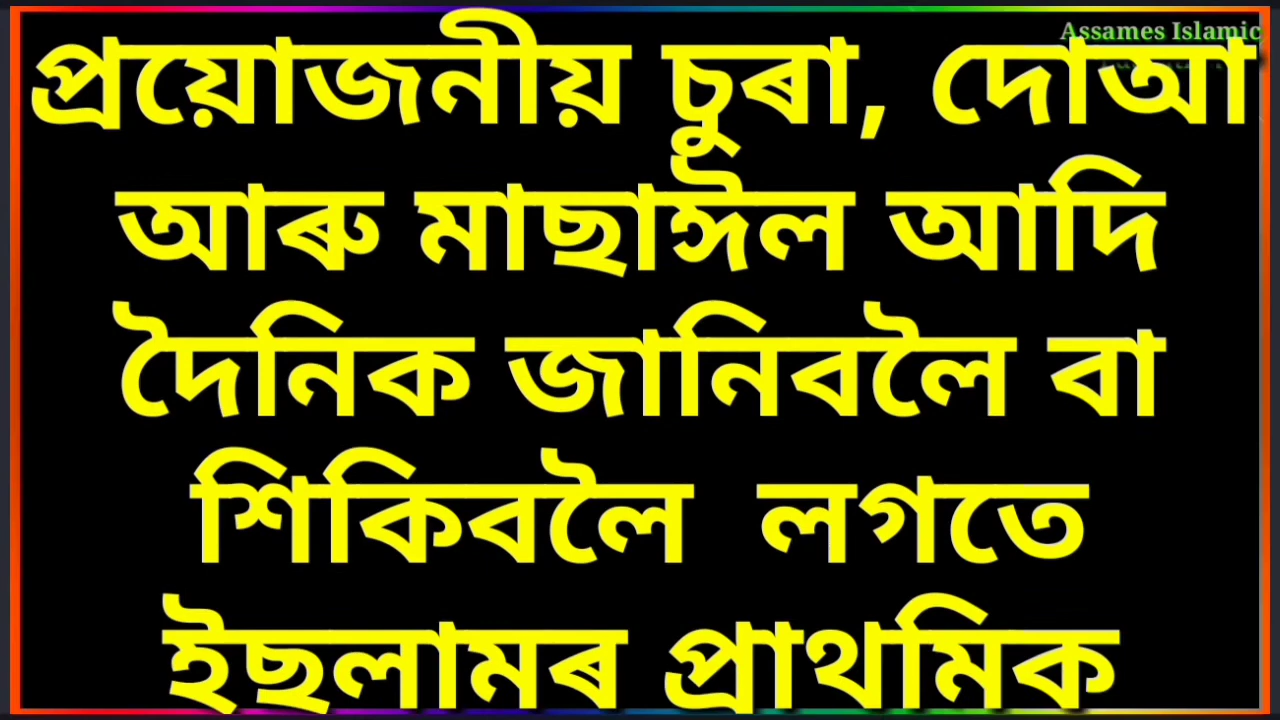 Assames Islamic
প্ৰয়োজনীয় চুৰা, দোআ
আৰু মাছাঈল আদি
দৈনিক জানিবলৈ বা
শিকিবলৈ লগতে
ইছলামৰ প্ৰাথমিক